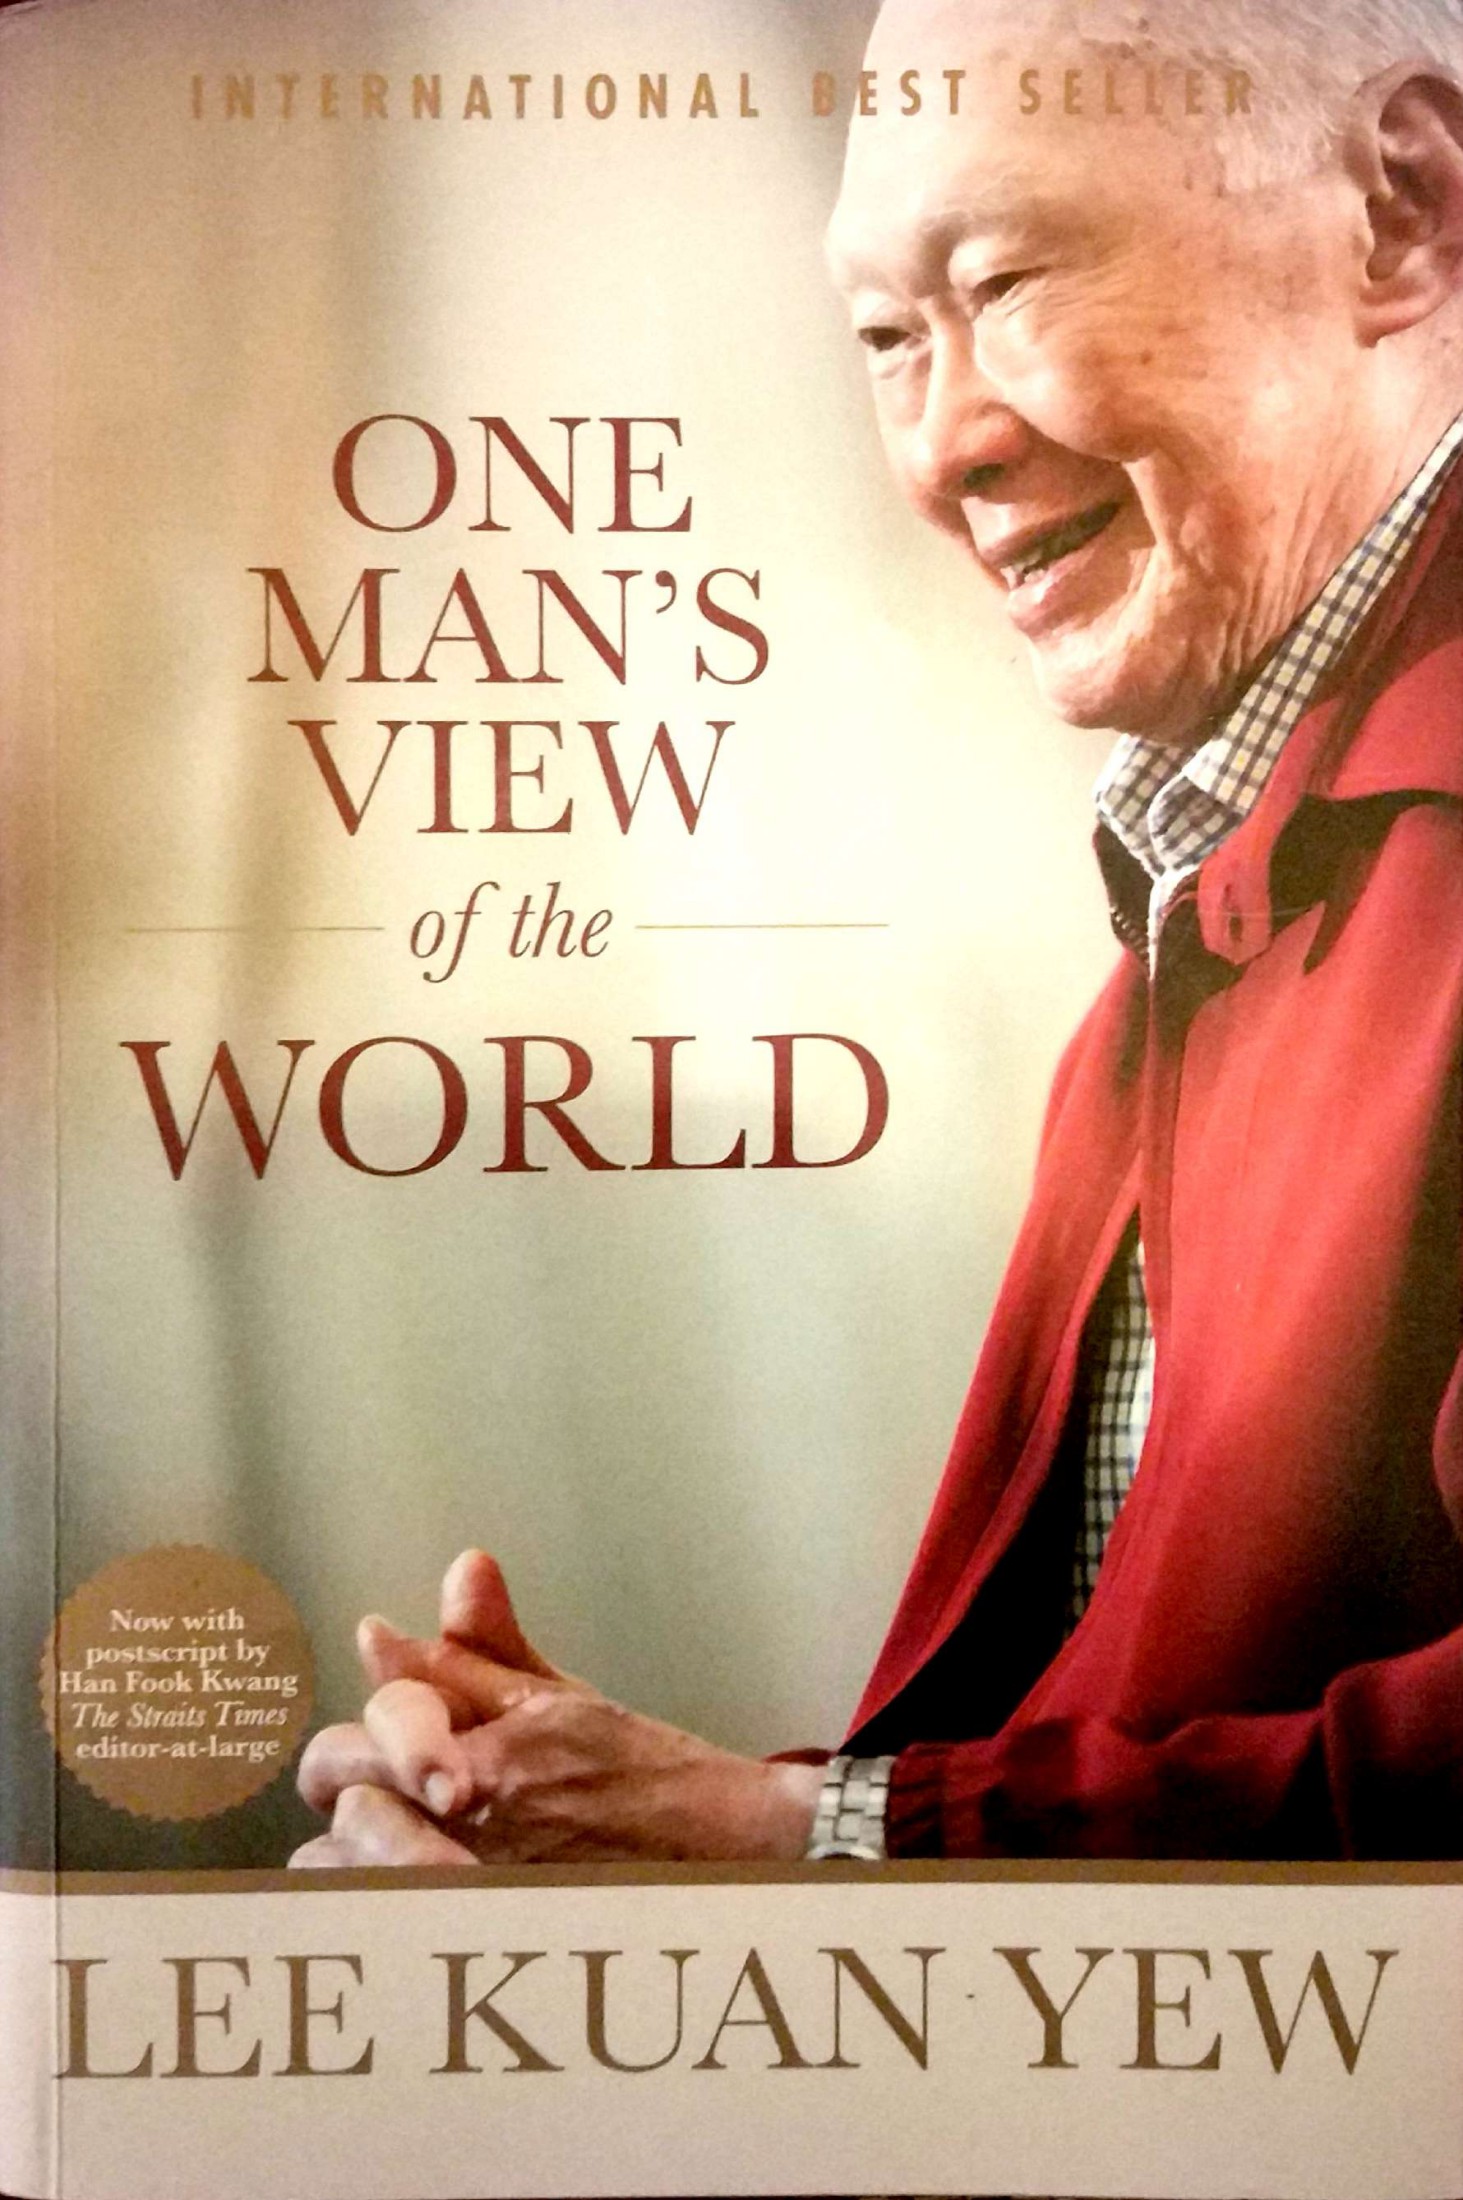 INTERNATIONAL BEST SELLER
ONE
MAN'S
VIEW
of the
WORLD
Now with
postscript by
Han Fook Kwang
The Straits Times
editor-at-large
LEE KUAN YEW